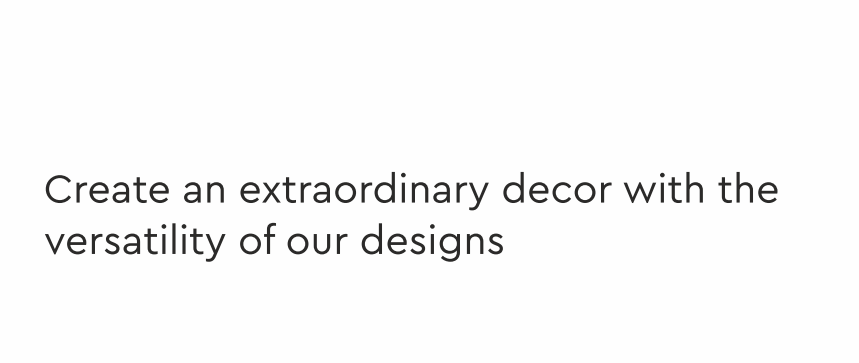 Create an extraordinary decor with the
versatility of our designs